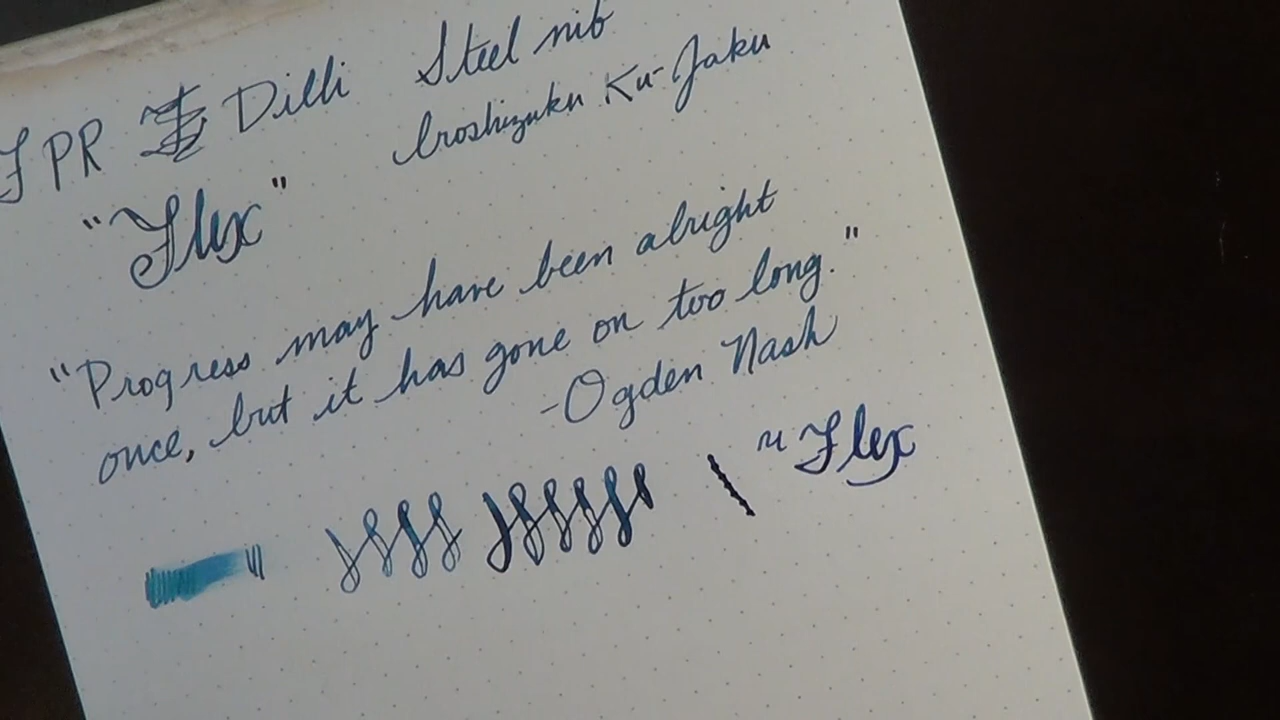 FPR Dilli Steel nib
Iroshizuku Ku-Jaku
"Flex"
"Progress may have been alright
once, but it has gone on too long."
-Ogden Nash
"Flex